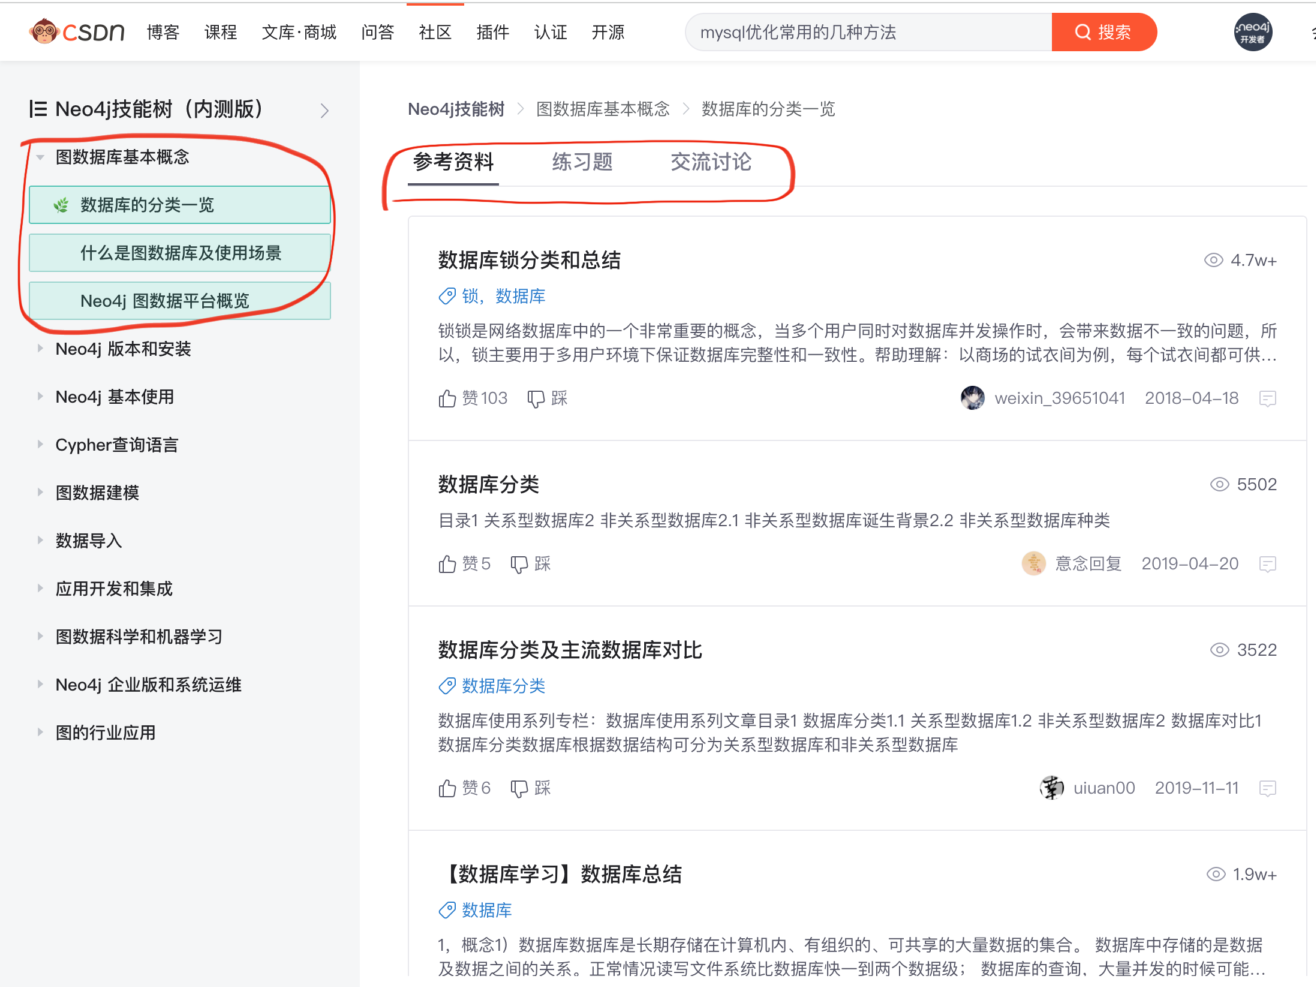 CSDN 博客 课程 文库·商城 问答 社区 插件 认证 开源 mysql优化常用的几种方法 搜索 neo4j 开发者
Neo4j技能树（内测版）
图数据库基本概念
数据库的分类一览
什么是图数据库及使用场景
Neo4j 图数据平台概览
Neo4j 版本和安装
Neo4j 基本使用
Cypher查询语言
图数据建模
数据导入
应用开发和集成
图数据科学和机器学习
Neo4j 企业版和系统运维
图的行业应用
Neo4j技能树 > 图数据库基本概念 > 数据库的分类一览
参考资料 练习题 交流讨论
数据库锁分类和总结 4.7w+
锁，数据库
锁锁是网络数据库中的一个非常重要的概念，当多个用户同时对数据库并发操作时，会带来数据不一致的问题，所
以，锁主要用于多用户环境下保证数据库完整性和一致性。帮助理解：以商场的试衣间为例，每个试衣间都可供...
赞103 踩 weixin_39651041 2018-04-18
数据库分类 5502
目录1 关系型数据库2 非关系型数据库2.1 非关系型数据库诞生背景2.2 非关系型数据库种类
赞5 踩 意念回复 2019-04-20
数据库分类及主流数据库对比 3522
数据库分类
数据库使用系列专栏：数据库使用系列文章目录1 数据库分类1.1 关系型数据库1.2 非关系型数据库2 数据库对比1
数据库分类数据库根据数据结构可分为关系型数据库和非关系型数据库
赞6 踩 uiuan00 2019-11-11
【数据库学习】数据库总结 1.9w+
数据库
1，概念1）数据库数据库是长期存储在计算机内、有组织的、可共享的大量数据的集合。 数据库中存储的是数据
及数据之间的关系。正常情况读写文件系统比数据库快一到两个数据级； 数据库的查询，大量并发的时候可能...